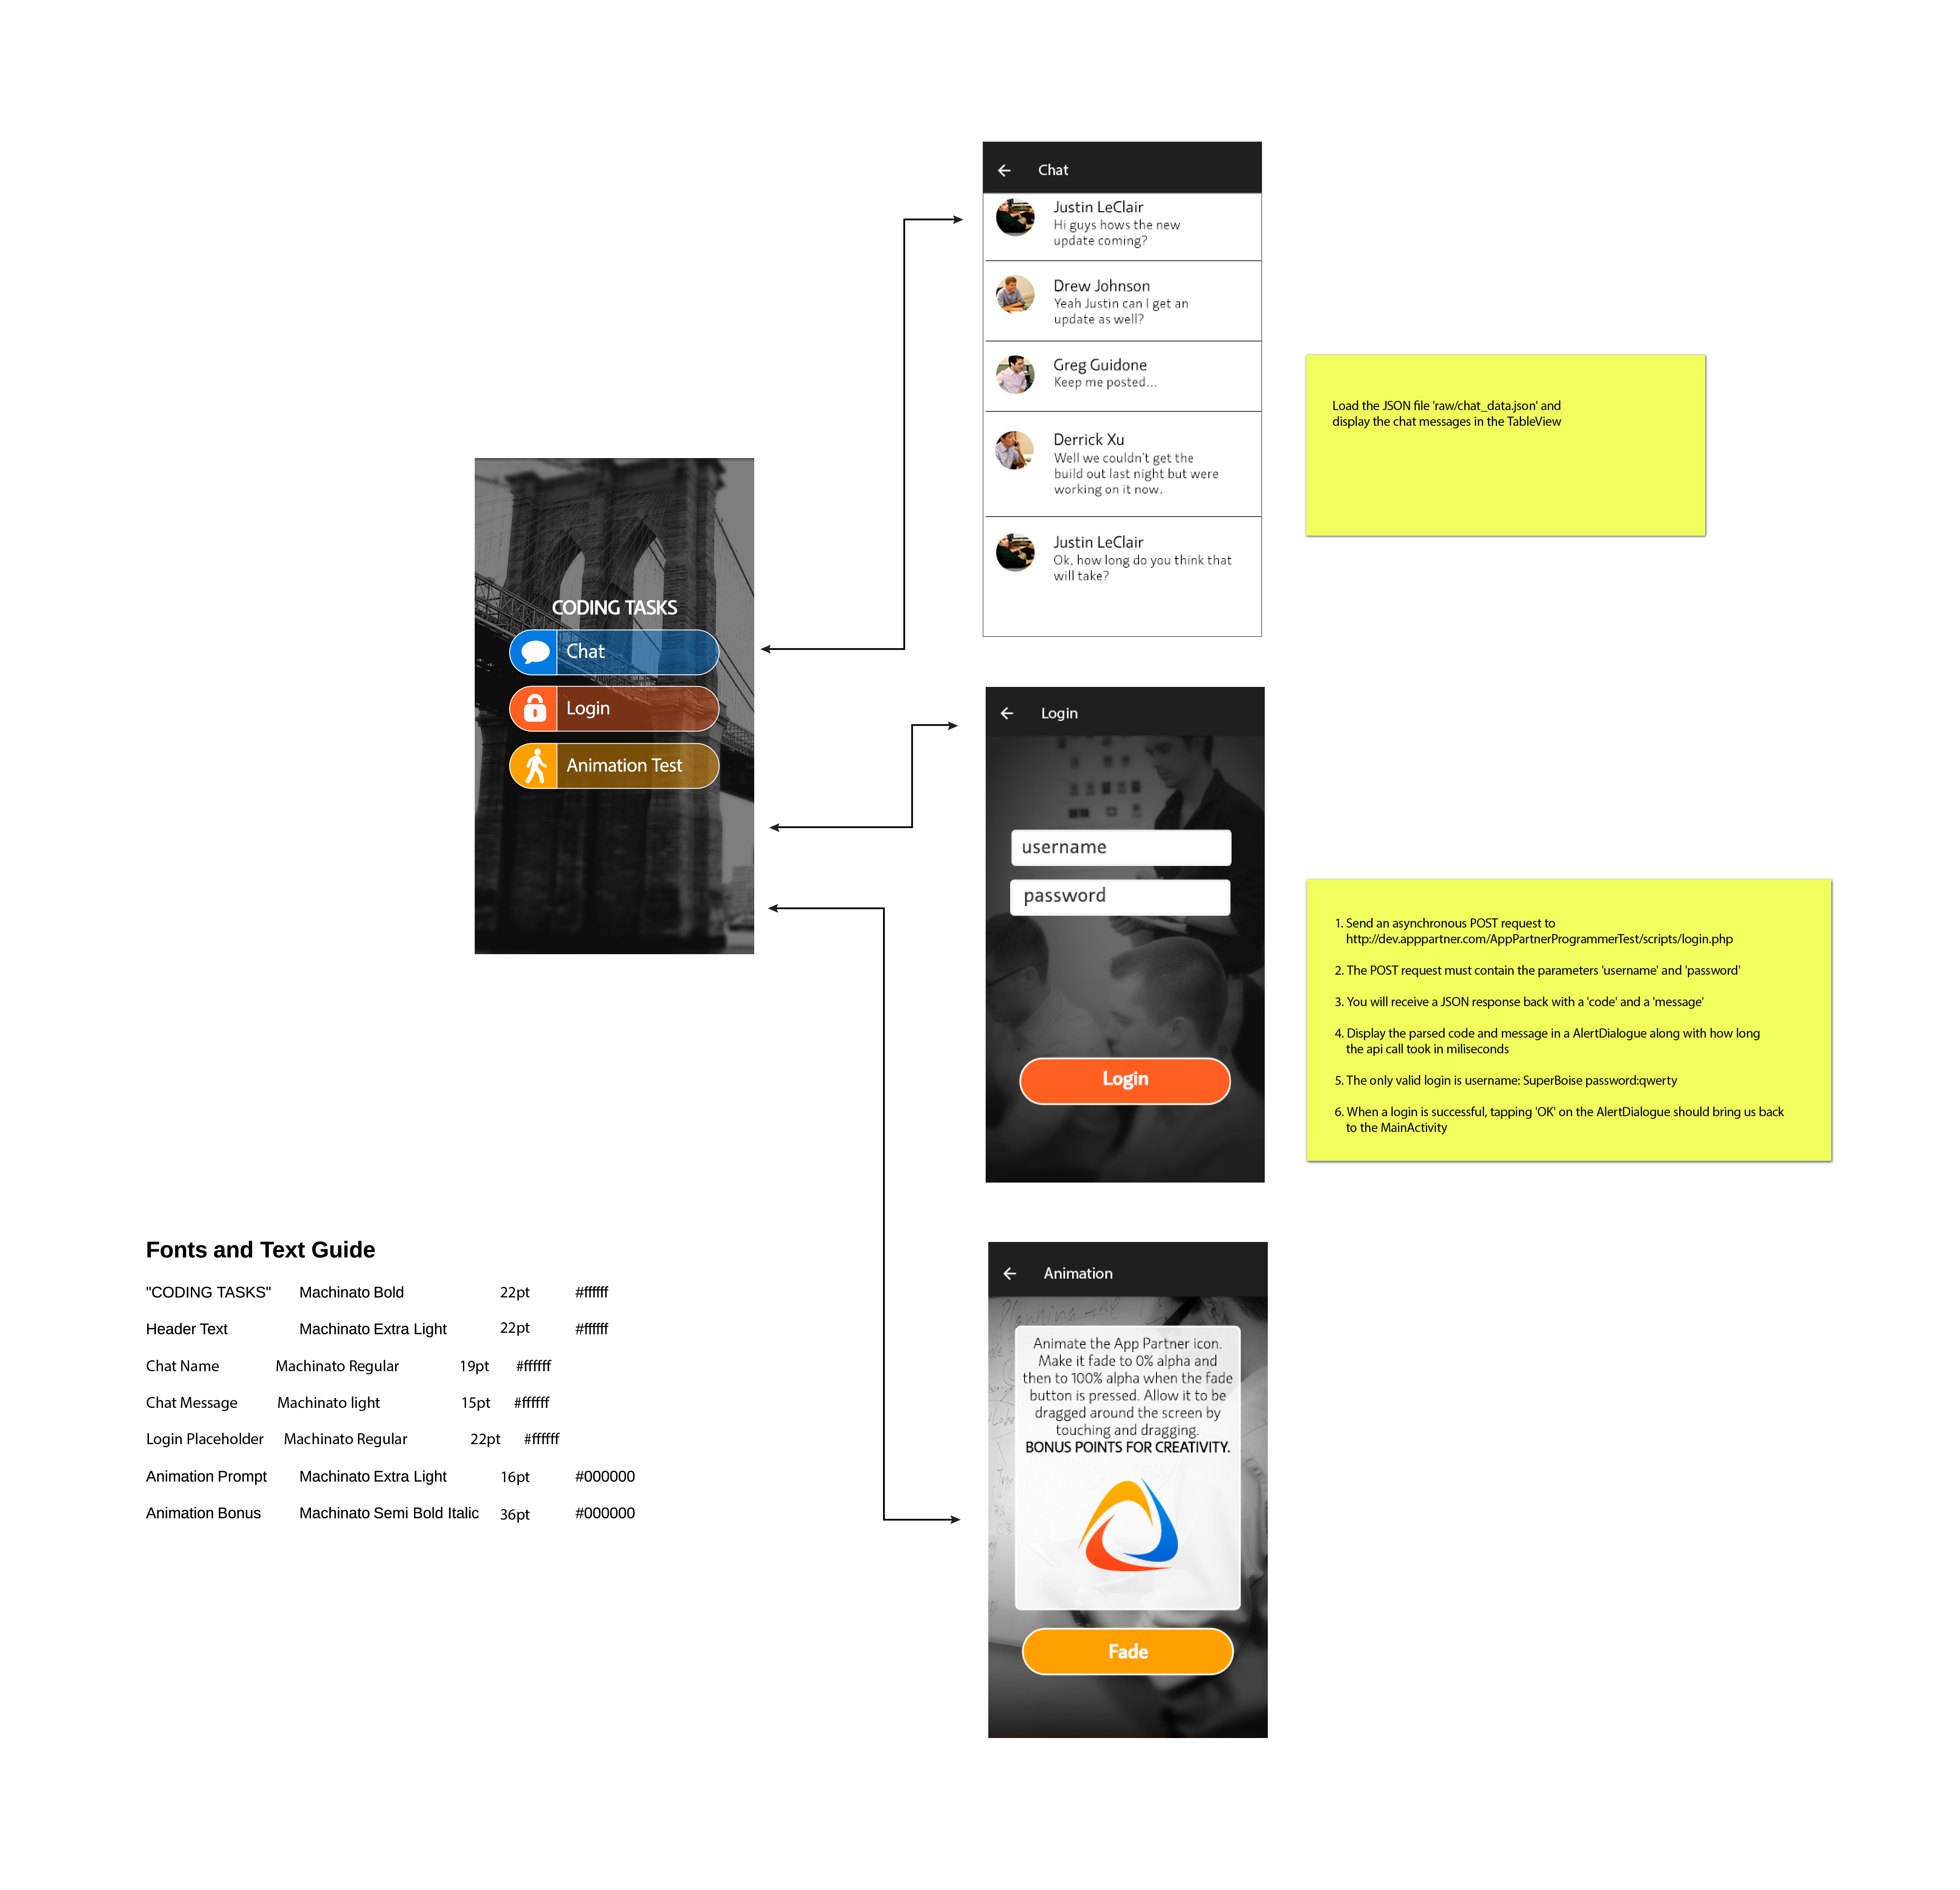 CODING TASKS
Chat
Login
Animation Test
Chat
Justin LeClair
Hi guys hows the new
update coming?
Drew Johnson
Yeah Justin can I get an
update as well?
Greg Guidone
Keep me posted...
Derrick Xu
Well we couldn't get the
build out last night but were
working on it now.
Justin LeClair
Ok, how long do you think that
will take?
Load the JSON file 'raw/chat_data.json' and
display the chat messages in the TableView
Login
username
password
Login
1. Send an asynchronous POST request to
http://dev.apppartner.com/AppPartnerProgrammerTest/scripts/login.php
2. The POST request must contain the parameters 'username' and 'password'
3. You will receive a JSON response back with a 'code' and a 'message'
4. Display the parsed code and message in a AlertDialogue along with how long
the api call took in miliseconds
5. The only valid login is username: SuperBoise password:qwerty
6. When a login is successful, tapping 'OK' on the AlertDialogue should bring us back
to the MainActivity
Animation
Animate the App Partner icon.
Make it fade to 0% alpha and
then to 100% alpha when the fade
button is pressed. Allow it to be
dragged around the screen by
touching and dragging.
BONUS POINTS FOR CREATIVITY.
Fade
Fonts and Text Guide
"CODING TASKS" Machinato Bold 22pt #ffffff
Header Text Machinato Extra Light 22pt #ffffff
Chat Name Machinato Regular 19pt #ffffff
Chat Message Machinato light 15pt #ffffff
Login Placeholder Machinato Regular 22pt #ffffff
Animation Prompt Machinato Extra Light 16pt #000000
Animation Bonus Machinato Semi Bold Italic 36pt #000000